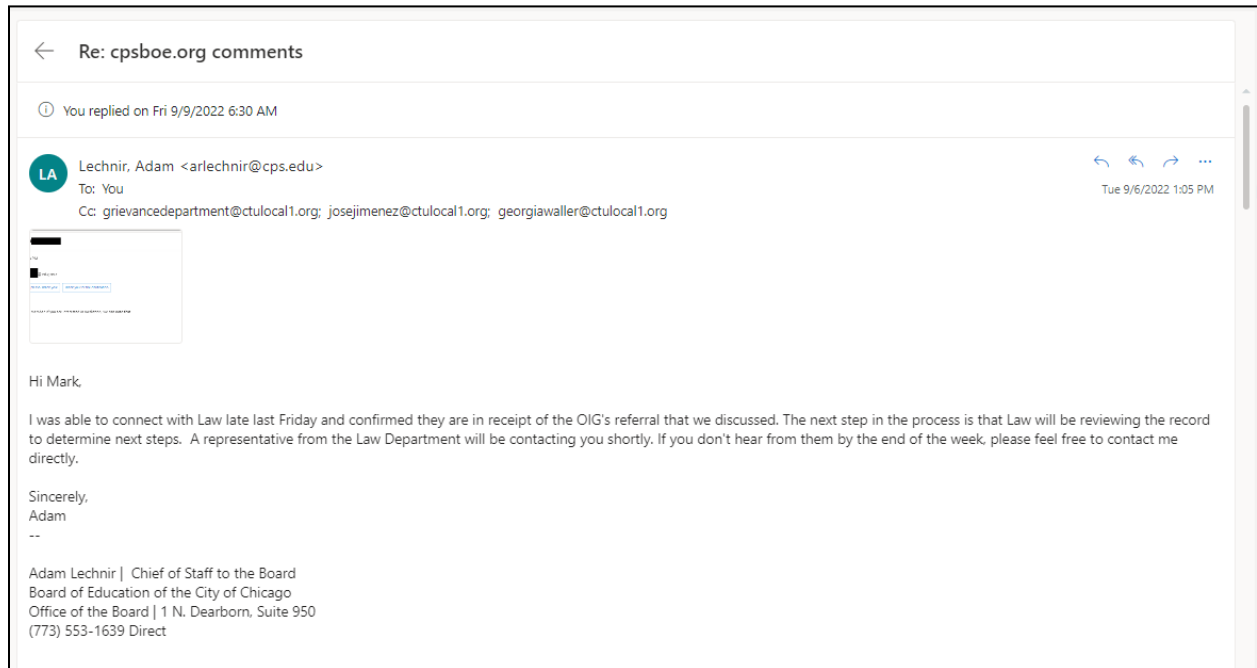 Re: cpsboe.org comments
You replied on Fri 9/9/2022 6:30 AM
LA
Lechnir, Adam <arlechnir@cps.edu>
To: You
Tue 9/6/2022 1:05 PM
Cc: grievancedepartment@ctulocal1.org; josejimenez@ctulocal1.org; georgiawaller@ctulocal1.org
Hi Mark,
I was able to connect with Law late last Friday and confirmed they are in receipt of the OIG's referral that we discussed. The next step in the process is that Law will be reviewing the record
to determine next steps. A representative from the Law Department will be contacting you shortly. If you don't hear from them by the end of the week, please feel free to contact me
directly.
Sincerely,
Adam
--
Adam Lechnir | Chief of Staff to the Board
Board of Education of the City of Chicago
Office of the Board | 1 N. Dearborn, Suite 950
(773) 553-1639 Direct